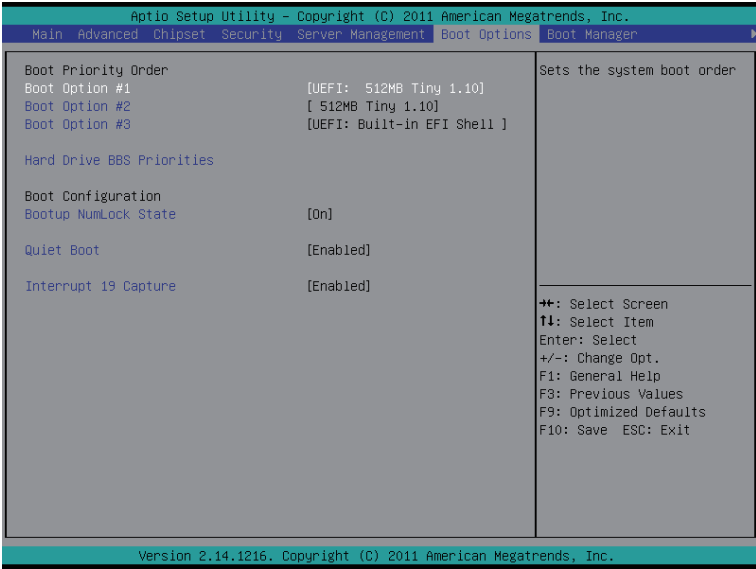 Aptio Setup Utility – Copyright (C) 2011 American Megatrends, Inc.
Main Advanced Chipset Security Server Management Boot Options Boot Manager
Boot Priority Order
Boot Option #1 [UEFI: 512MB Tiny 1.10]
Boot Option #2 [ 512MB Tiny 1.10]
Boot Option #3 [UEFI: Built-in EFI Shell ]
Hard Drive BBS Priorities
Boot Configuration
Bootup NumLock State [On]
Quiet Boot [Enabled]
Interrupt 19 Capture [Enabled]
Sets the system boot order
→←: Select Screen
↑↓: Select Item
Enter: Select
+/-: Change Opt.
F1: General Help
F3: Previous Values
F9: Optimized Defaults
F10: Save ESC: Exit
Version 2.14.1216. Copyright (C) 2011 American Megatrends, Inc.